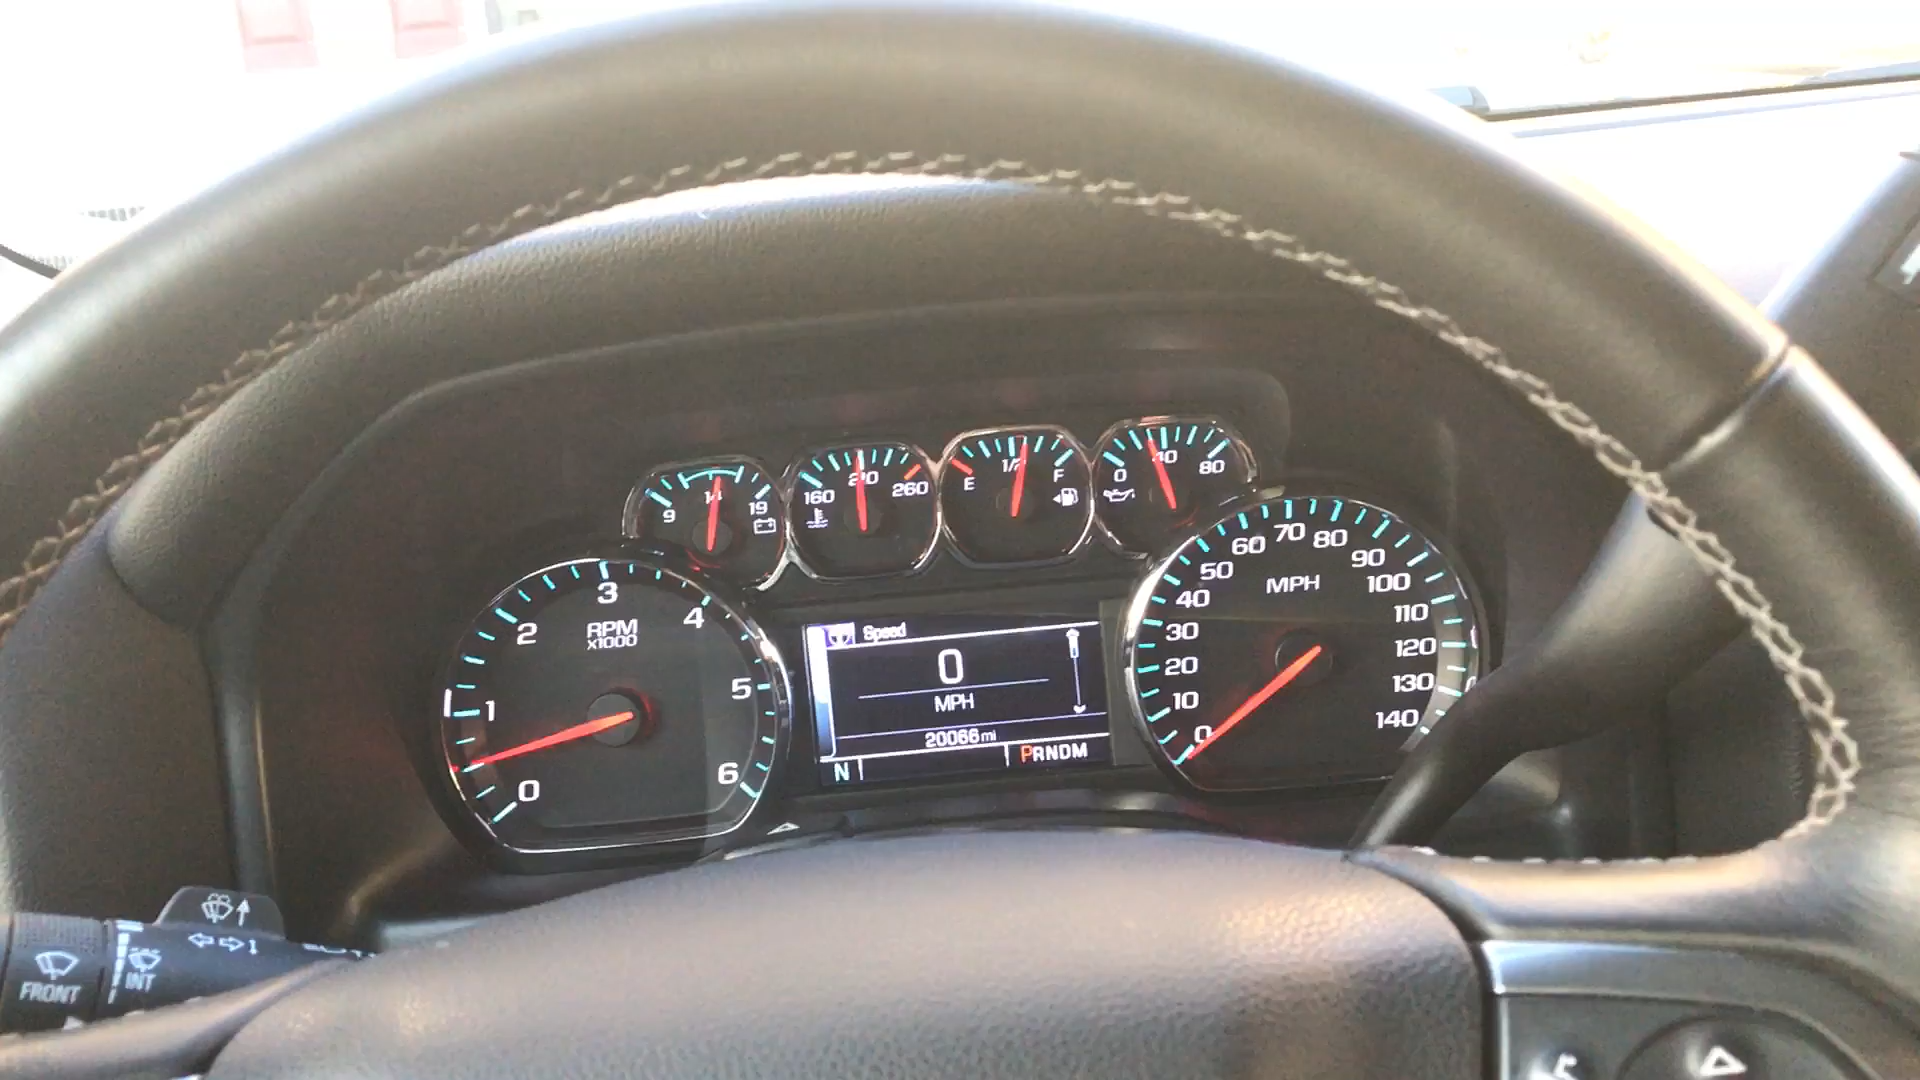 9 14 19
160 210 260
E 1/2 F
0 40 80
0 1 2 3 4 5 6
RPM
x1000
Speed
0
MPH
20066 mi
N PRNDM
0 10 20 30 40 50 60 70 80 90 100 110 120 130 140
MPH
FRONT
INT